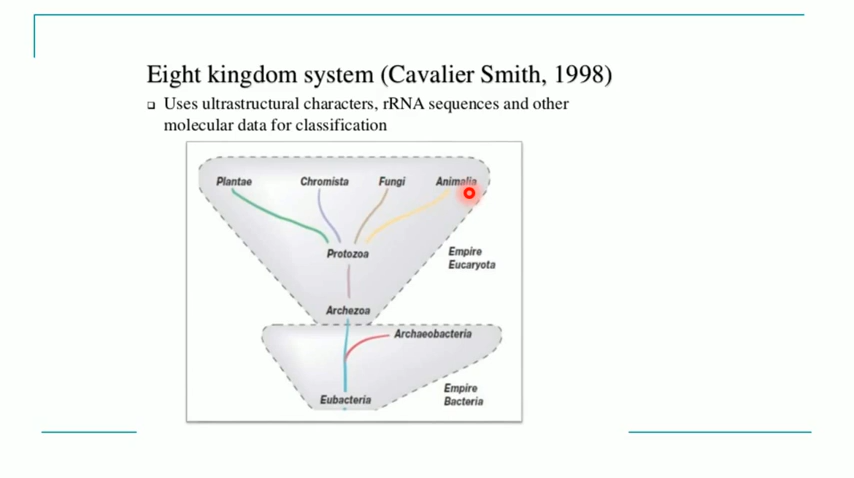 Eight kingdom system (Cavalier Smith, 1998)
Uses ultrastructural characters, rRNA sequences and other
molecular data for classification
Plantae
Chromista
Fungi
Animalia
Protozoa
Empire
Eucaryota
Archezoa
Archaeobacteria
Empire
Bacteria
Eubacteria